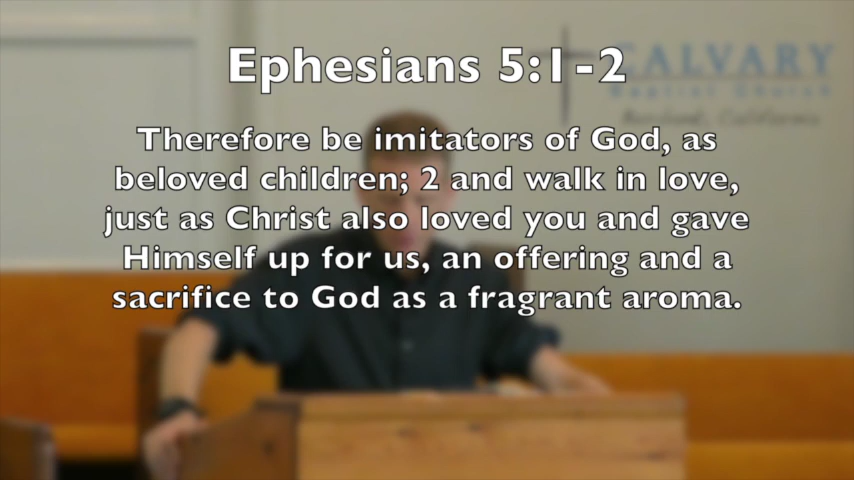 Ephesians 5:1-2
CALVARY
Baptist Church
Therefore be imitators of God, as
beloved children; 2 and walk in love,
just as Christ also loved you and gave
Himself up for us, an offering and a
sacrifice to God as a fragrant aroma.